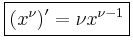 (x^ν)′ = νx^{ν−1}